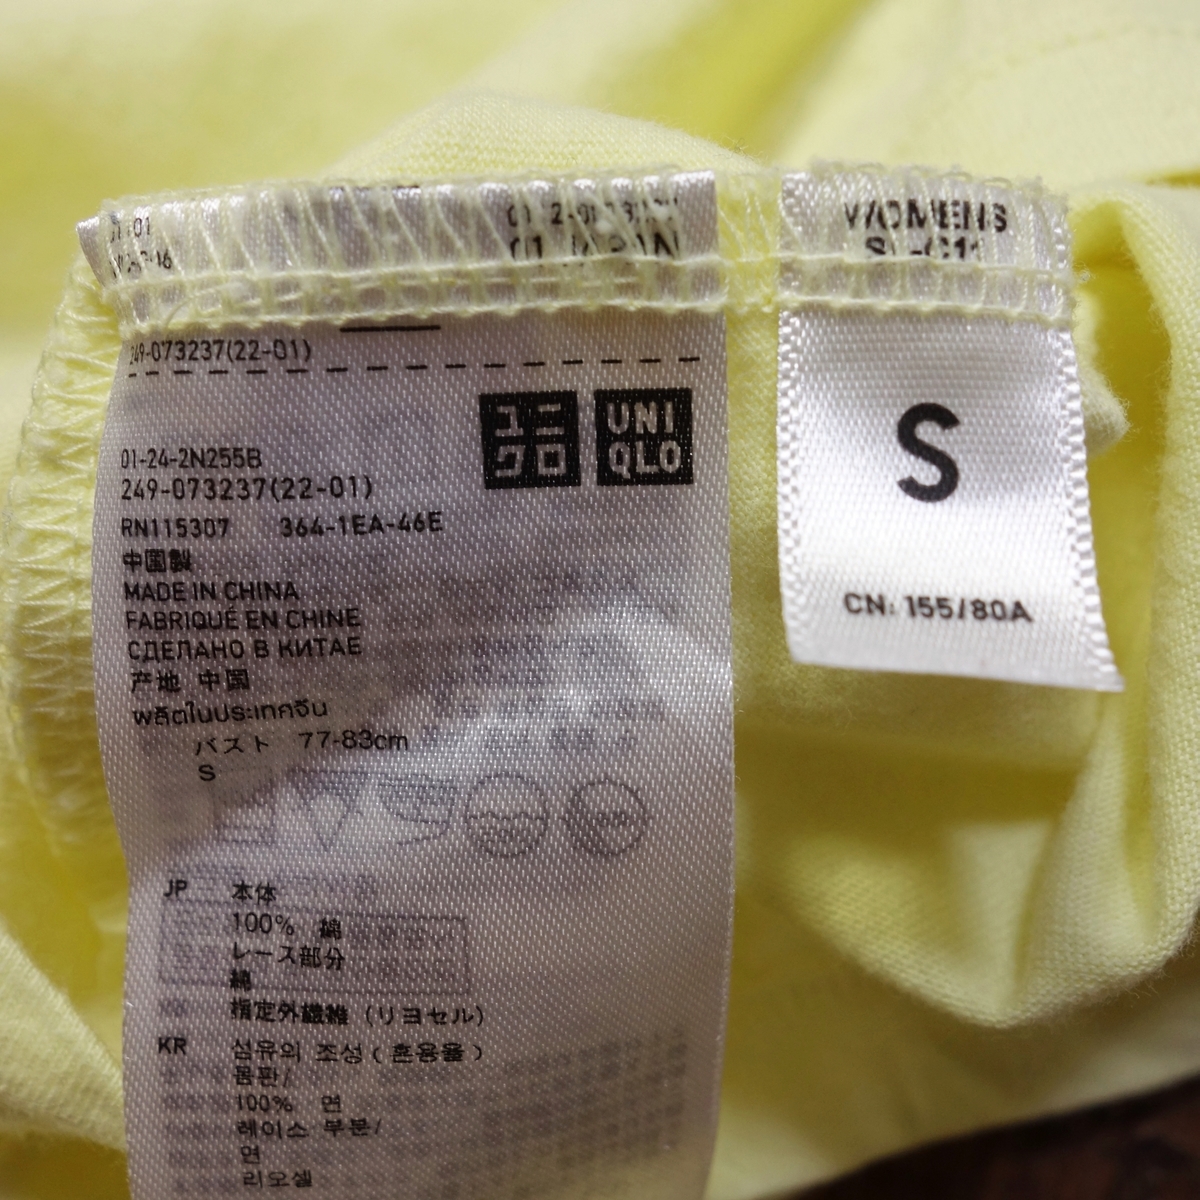 249-073237(22-01)
ユニクロ
UNIQLO
01-24-2N255B
249-073237(22-01)
RN115307 364-1EA-46E
中国製
MADE IN CHINA
FABRIQUÉ EN CHINE
СДЕЛАНО В КИТАЕ
产地 中国
ผลิตในประเทศจีน
バスト 77-83cm
S
JP 本体
100% 綿
レース部分
綿
指定外繊維 (リヨセル)
KR 섬유의 조성 ( 혼용율 )
몸판/
100% 면
레이스 부분/
면
리오셀
WOMENS
S
CN: 155/80A